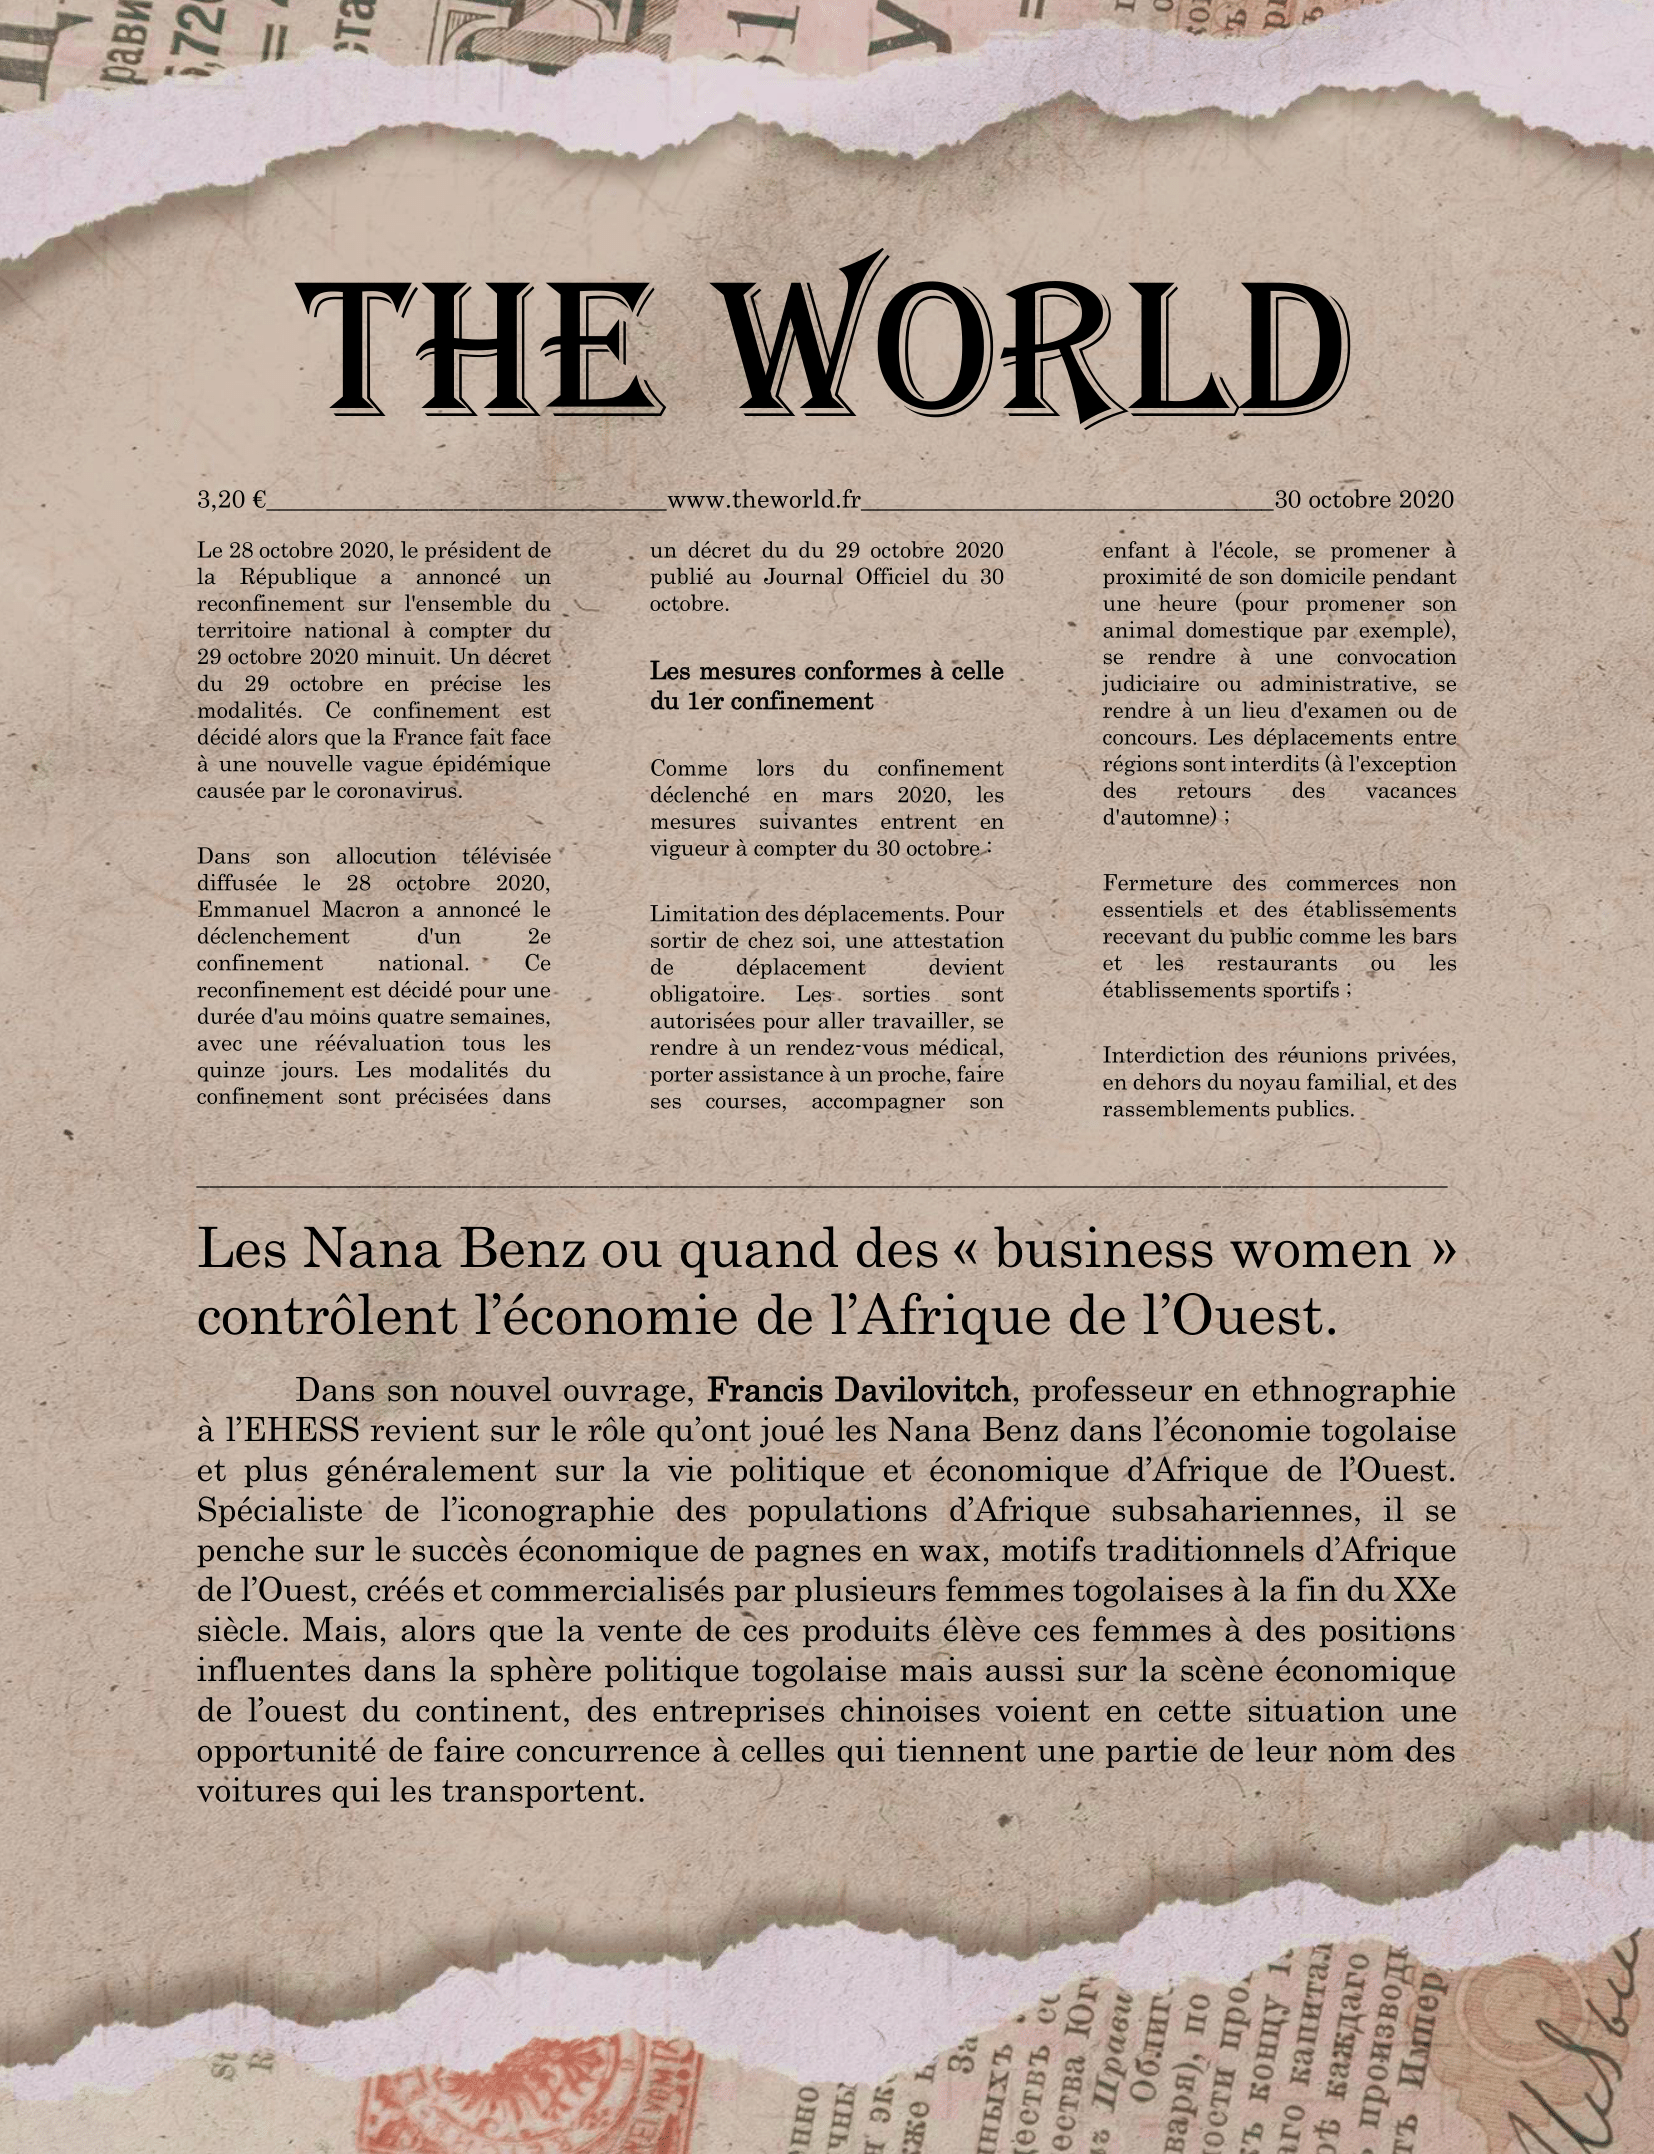 THE WORLD
3,20 €________________________________www.theworld.fr_________________________________30 octobre 2020
Le 28 octobre 2020, le président de
la République a annoncé un
reconfinement sur l'ensemble du
territoire national à compter du
29 octobre 2020 minuit. Un décret
du 29 octobre en précise les
modalités. Ce confinement est
décidé alors que la France fait face
à une nouvelle vague épidémique
causée par le coronavirus.
Dans son allocution télévisée
diffusée le 28 octobre 2020,
Emmanuel Macron a annoncé le
déclenchement d'un 2e
confinement national. Ce
reconfinement est décidé pour une
durée d'au moins quatre semaines,
avec une réévaluation tous les
quinze jours. Les modalités du
confinement sont précisées dans
un décret du du 29 octobre 2020
publié au Journal Officiel du 30
octobre.
Les mesures conformes à celle
du 1er confinement
Comme lors du confinement
déclenché en mars 2020, les
mesures suivantes entrent en
vigueur à compter du 30 octobre :
Limitation des déplacements. Pour
sortir de chez soi, une attestation
de déplacement devient
obligatoire. Les sorties sont
autorisées pour aller travailler, se
rendre à un rendez-vous médical,
porter assistance à un proche, faire
ses courses, accompagner son
enfant à l'école, se promener à
proximité de son domicile pendant
une heure (pour promener son
animal domestique par exemple),
se rendre à une convocation
judiciaire ou administrative, se
rendre à un lieu d'examen ou de
concours. Les déplacements entre
régions sont interdits (à l'exception
des retours des vacances
d'automne) ;
Fermeture des commerces non
essentiels et des établissements
recevant du public comme les bars
et les restaurants ou les
établissements sportifs ;
Interdiction des réunions privées,
en dehors du noyau familial, et des
rassemblements publics.
Les Nana Benz ou quand des « business women »
contrôlent l’économie de l’Afrique de l’Ouest.
Dans son nouvel ouvrage, Francis Davilovitch, professeur en ethnographie
à l’EHESS revient sur le rôle qu’ont joué les Nana Benz dans l’économie togolaise
et plus généralement sur la vie politique et économique d’Afrique de l’Ouest.
Spécialiste de l’iconographie des populations d’Afrique subsahariennes, il se
penche sur le succès économique de pagnes en wax, motifs traditionnels d’Afrique
de l’Ouest, créés et commercialisés par plusieurs femmes togolaises à la fin du XXe
siècle. Mais, alors que la vente de ces produits élève ces femmes à des positions
influentes dans la sphère politique togolaise mais aussi sur la scène économique
de l’ouest du continent, des entreprises chinoises voient en cette situation une
opportunité de faire concurrence à celles qui tiennent une partie de leur nom des
voitures qui les transportent.